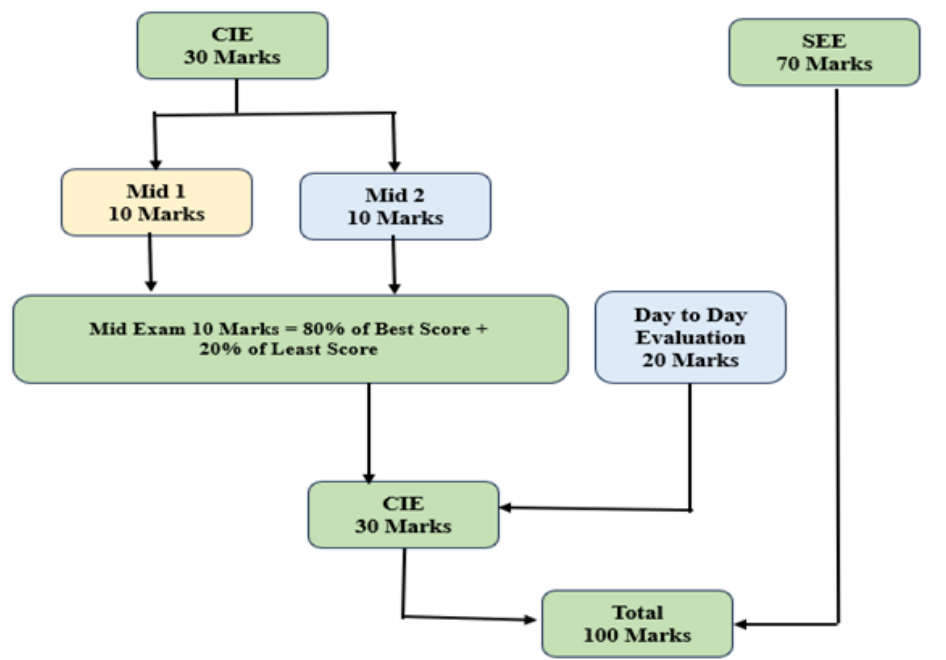 CIE
30 Marks
SEE
70 Marks
Mid 1
10 Marks
Mid 2
10 Marks
Mid Exam 10 Marks = 80% of Best Score +
20% of Least Score
Day to Day
Evaluation
20 Marks
CIE
30 Marks
Total
100 Marks